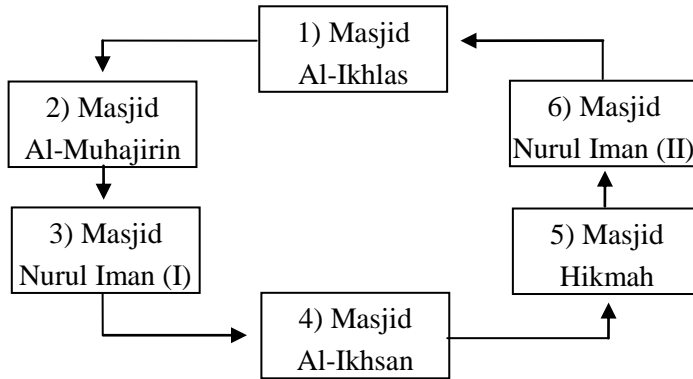 1) Masjid
Al-Ikhlas
2) Masjid
Al-Muhajirin
3) Masjid
Nurul Iman (I)
4) Masjid
Al-Ikhsan
5) Masjid
Hikmah
6) Masjid
Nurul Iman (II)